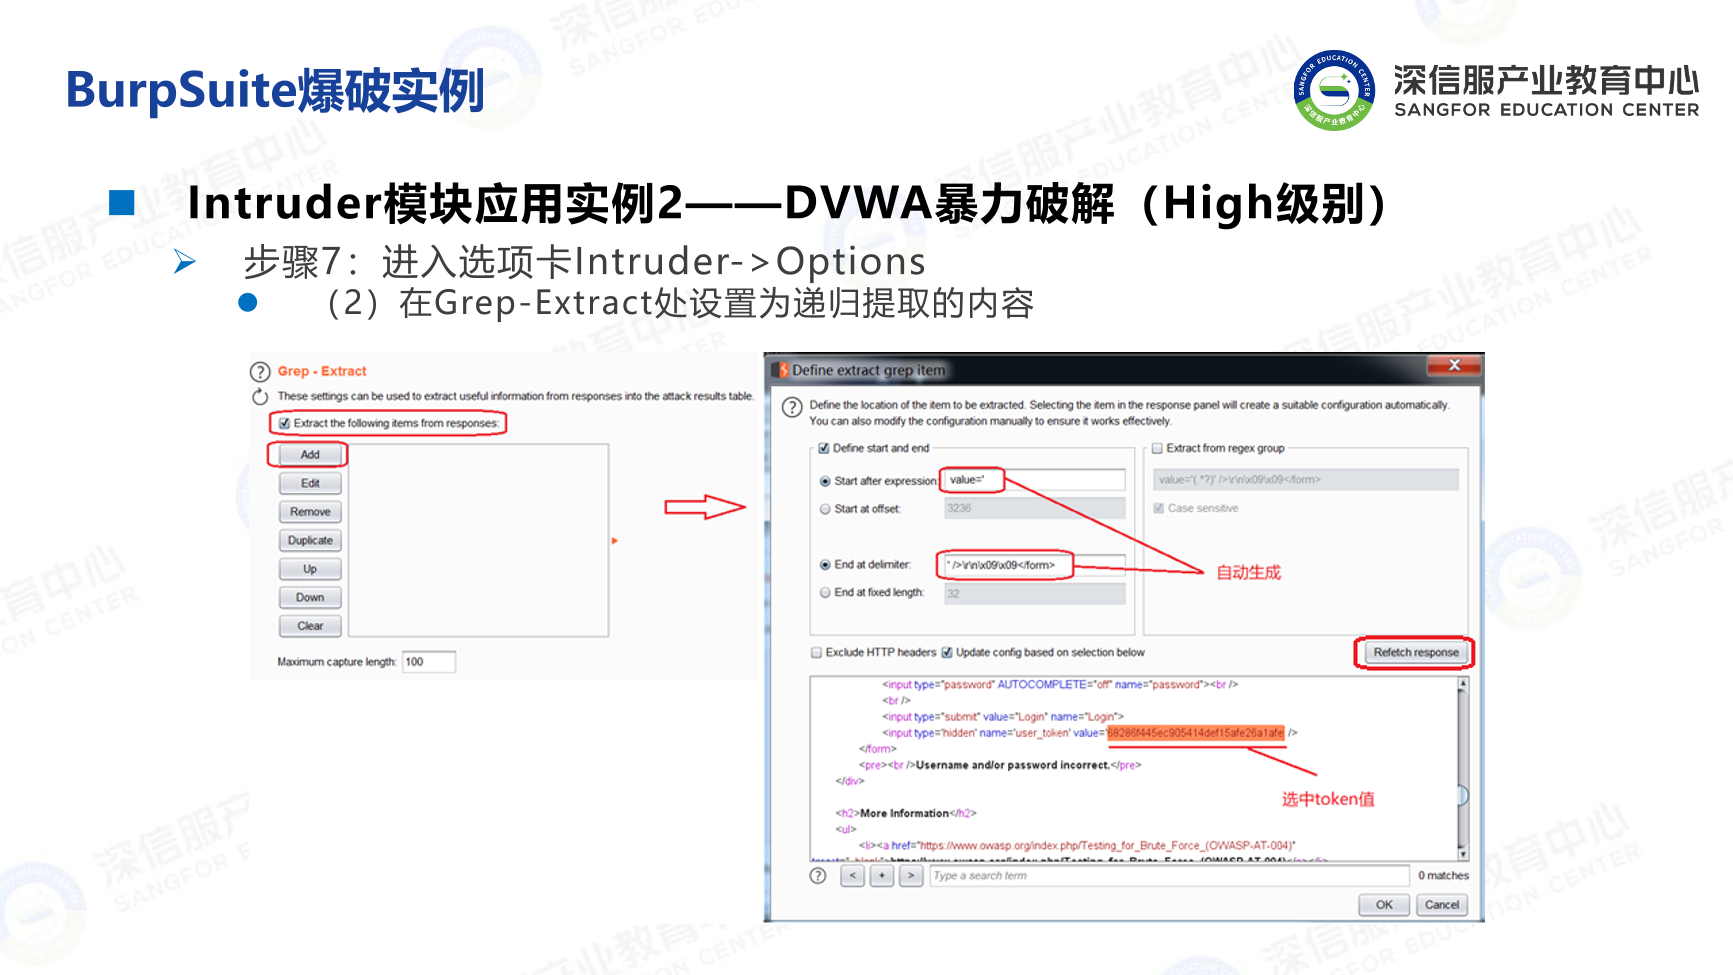 BurpSuite爆破实例
深信服产业教育中心
SANGFOR EDUCATION CENTER
Intruder模块应用实例2——DVWA暴力破解（High级别）
步骤7：进入选项卡Intruder->Options
（2）在Grep-Extract处设置为递归提取的内容
Grep - Extract
These settings can be used to extract useful information from responses into the attack results table.
Extract the following items from responses:
Add
Edit
Remove
Duplicate
Up
Down
Clear
Maximum capture length: 100
Define extract grep item
Define the location of the item to be extracted. Selecting the item in the response panel will create a suitable configuration automatically.
You can also modify the configuration manually to ensure it works effectively.
Define start and end
Extract from regex group
Start after expression: value='
value='(.*?)' />\r\n\x09\x09</form>
Start at offset: 3236
Case sensitive
End at delimiter: ' />\r\n\x09\x09</form>
自动生成
End at fixed length: 32
Exclude HTTP headers
Update config based on selection below
Refetch response
<input type="password" AUTOCOMPLETE="off" name="password"><br />
<br />
<input type="submit" value="Login" name="Login">
<input type='hidden' name='user_token' value='68286f445ec905414def15afe26a1afe' />
</form>
<pre><br />Username and/or password incorrect.</pre>
</div>
选中token值
<h2>More Information</h2>
<ul>
<li><a href="https://www.owasp.org/index.php/Testing_for_Brute_Force_(OWASP-AT-004)"
target="_blank">https://www.owasp.org/index.php/Testing_for_Brute_Force_(OWASP-AT-004)</a></li>
<
+
>
Type a search term
0 matches
OK
Cancel